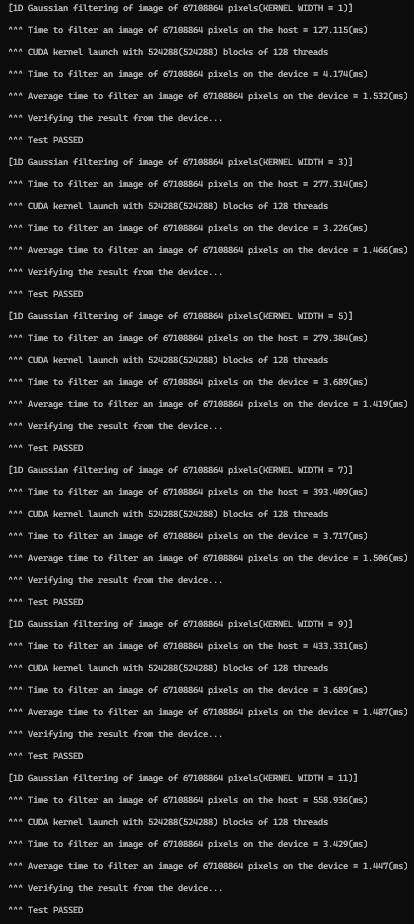 [1D Gaussian filtering of image of 67108864 pixels(KERNEL WIDTH = 1)]
^^^ Time to filter an image of 67108864 pixels on the host = 127.115(ms)
^^^ CUDA kernel launch with 524288(524288) blocks of 128 threads
^^^ Time to filter an image of 67108864 pixels on the device = 4.174(ms)
^^^ Average time to filter an image of 67108864 pixels on the device = 1.532(ms)
^^^ Verifying the result from the device...
^^^ Test PASSED
[1D Gaussian filtering of image of 67108864 pixels(KERNEL WIDTH = 3)]
^^^ Time to filter an image of 67108864 pixels on the host = 277.314(ms)
^^^ CUDA kernel launch with 524288(524288) blocks of 128 threads
^^^ Time to filter an image of 67108864 pixels on the device = 3.226(ms)
^^^ Average time to filter an image of 67108864 pixels on the device = 1.466(ms)
^^^ Verifying the result from the device...
^^^ Test PASSED
[1D Gaussian filtering of image of 67108864 pixels(KERNEL WIDTH = 5)]
^^^ Time to filter an image of 67108864 pixels on the host = 279.384(ms)
^^^ CUDA kernel launch with 524288(524288) blocks of 128 threads
^^^ Time to filter an image of 67108864 pixels on the device = 3.689(ms)
^^^ Average time to filter an image of 67108864 pixels on the device = 1.419(ms)
^^^ Verifying the result from the device...
^^^ Test PASSED
[1D Gaussian filtering of image of 67108864 pixels(KERNEL WIDTH = 7)]
^^^ Time to filter an image of 67108864 pixels on the host = 393.409(ms)
^^^ CUDA kernel launch with 524288(524288) blocks of 128 threads
^^^ Time to filter an image of 67108864 pixels on the device = 3.717(ms)
^^^ Average time to filter an image of 67108864 pixels on the device = 1.506(ms)
^^^ Verifying the result from the device...
^^^ Test PASSED
[1D Gaussian filtering of image of 67108864 pixels(KERNEL WIDTH = 9)]
^^^ Time to filter an image of 67108864 pixels on the host = 433.331(ms)
^^^ CUDA kernel launch with 524288(524288) blocks of 128 threads
^^^ Time to filter an image of 67108864 pixels on the device = 3.689(ms)
^^^ Average time to filter an image of 67108864 pixels on the device = 1.487(ms)
^^^ Verifying the result from the device...
^^^ Test PASSED
[1D Gaussian filtering of image of 67108864 pixels(KERNEL WIDTH = 11)]
^^^ Time to filter an image of 67108864 pixels on the host = 558.936(ms)
^^^ CUDA kernel launch with 524288(524288) blocks of 128 threads
^^^ Time to filter an image of 67108864 pixels on the device = 3.429(ms)
^^^ Average time to filter an image of 67108864 pixels on the device = 1.447(ms)
^^^ Verifying the result from the device...
^^^ Test PASSED